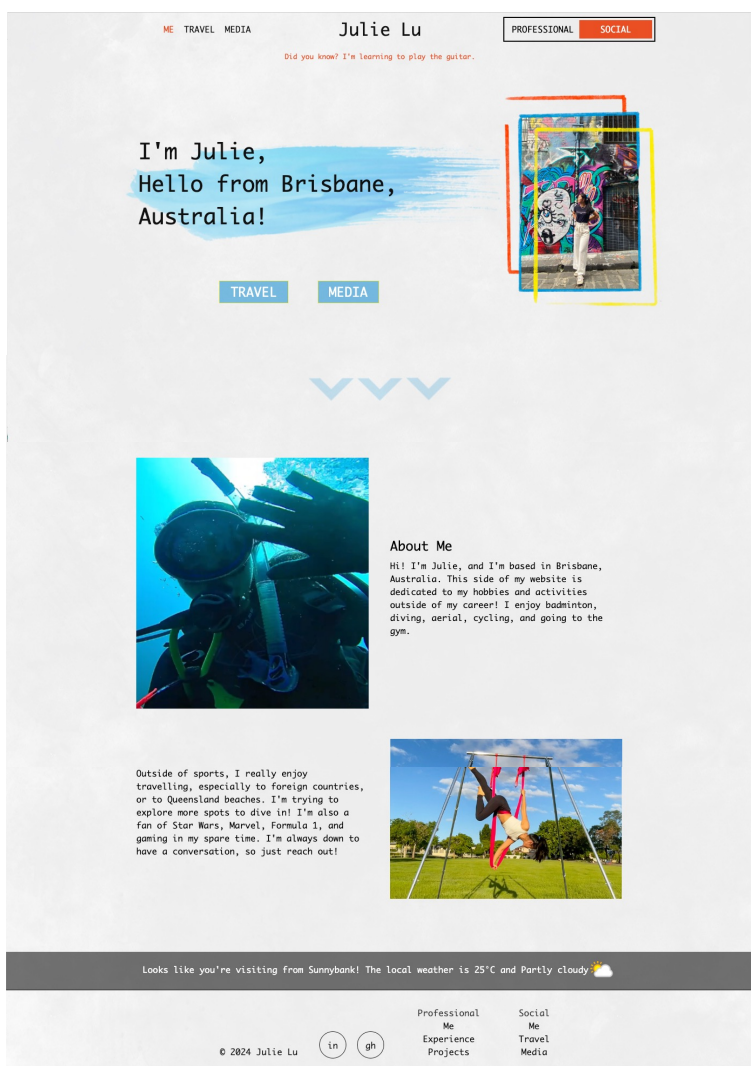 ME TRAVEL MEDIA
Julie Lu
PROFESSIONAL SOCIAL
Did you know? I'm learning to play the guitar.
I'm Julie,
Hello from Brisbane,
Australia!
TRAVEL MEDIA
About Me
Hi! I'm Julie, and I'm based in Brisbane,
Australia. This side of my website is
dedicated to my hobbies and activities
outside of my career! I enjoy badminton,
diving, aerial, cycling, and going to the
gym.
Outside of sports, I really enjoy
travelling, especially to foreign countries,
or to Queensland beaches. I'm trying to
explore more spots to dive in! I'm also a
fan of Star Wars, Marvel, Formula 1, and
gaming in my spare time. I'm always down to
have a conversation, so just reach out!
Looks like you're visiting from Sunnybank! The local weather is 25°C and Partly cloudy
© 2024 Julie Lu
in gh
Professional
Me
Experience
Projects
Social
Me
Travel
Media